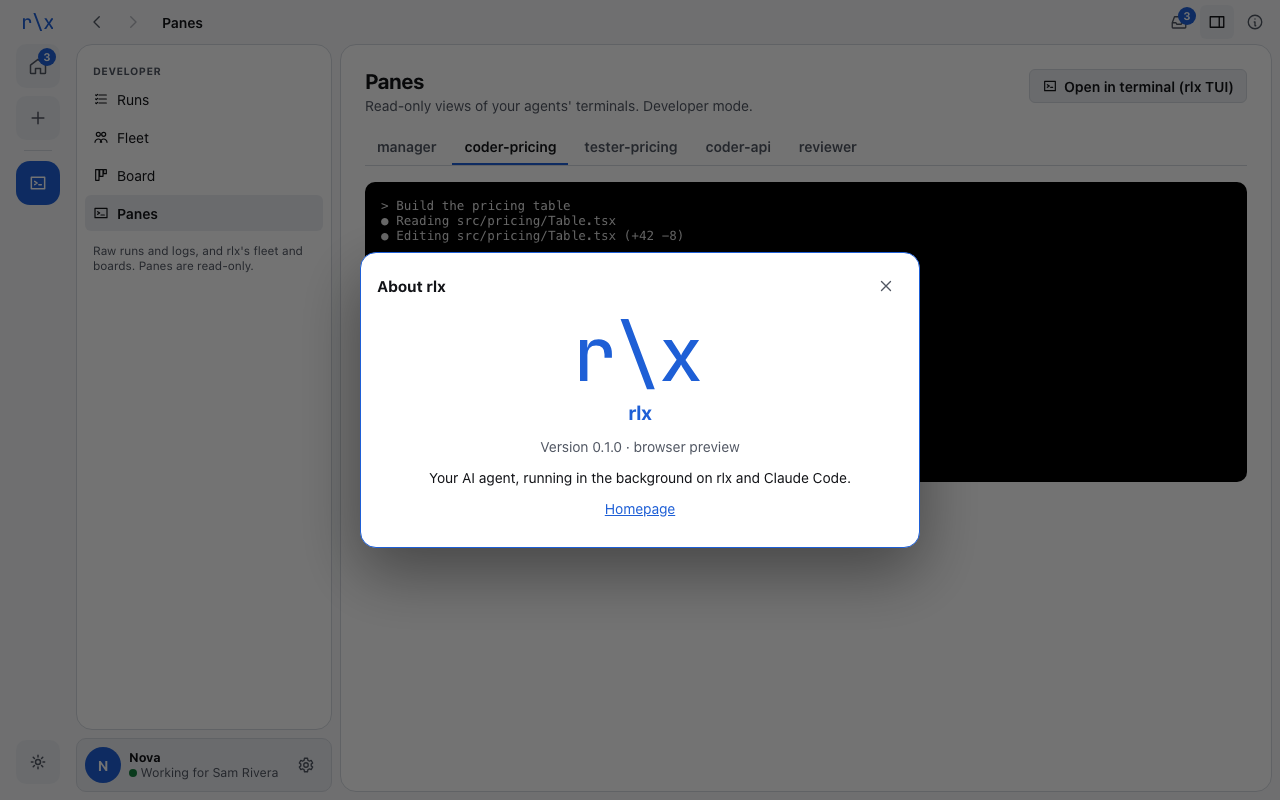 r\x
Panes
3
3
DEVELOPER
Runs
Fleet
Board
Panes
Raw runs and logs, and rlx's fleet and
boards. Panes are read-only.
Panes
Read-only views of your agents' terminals. Developer mode.
Open in terminal (rlx TUI)
manager
coder-pricing
tester-pricing
coder-api
reviewer
> Build the pricing table
● Reading src/pricing/Table.tsx
● Editing src/pricing/Table.tsx (+42 −8)
About rlx
r\x
rlx
Version 0.1.0 · browser preview
Your AI agent, running in the background on rlx and Claude Code.
Homepage
N
Nova
Working for Sam Rivera